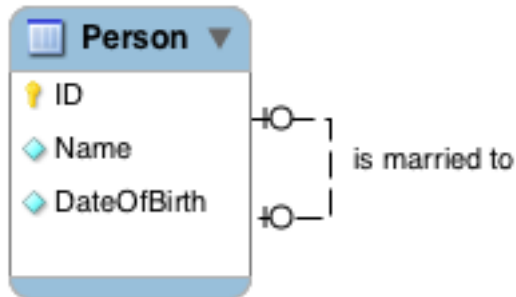 Person
ID
Name
DateOfBirth
is married to